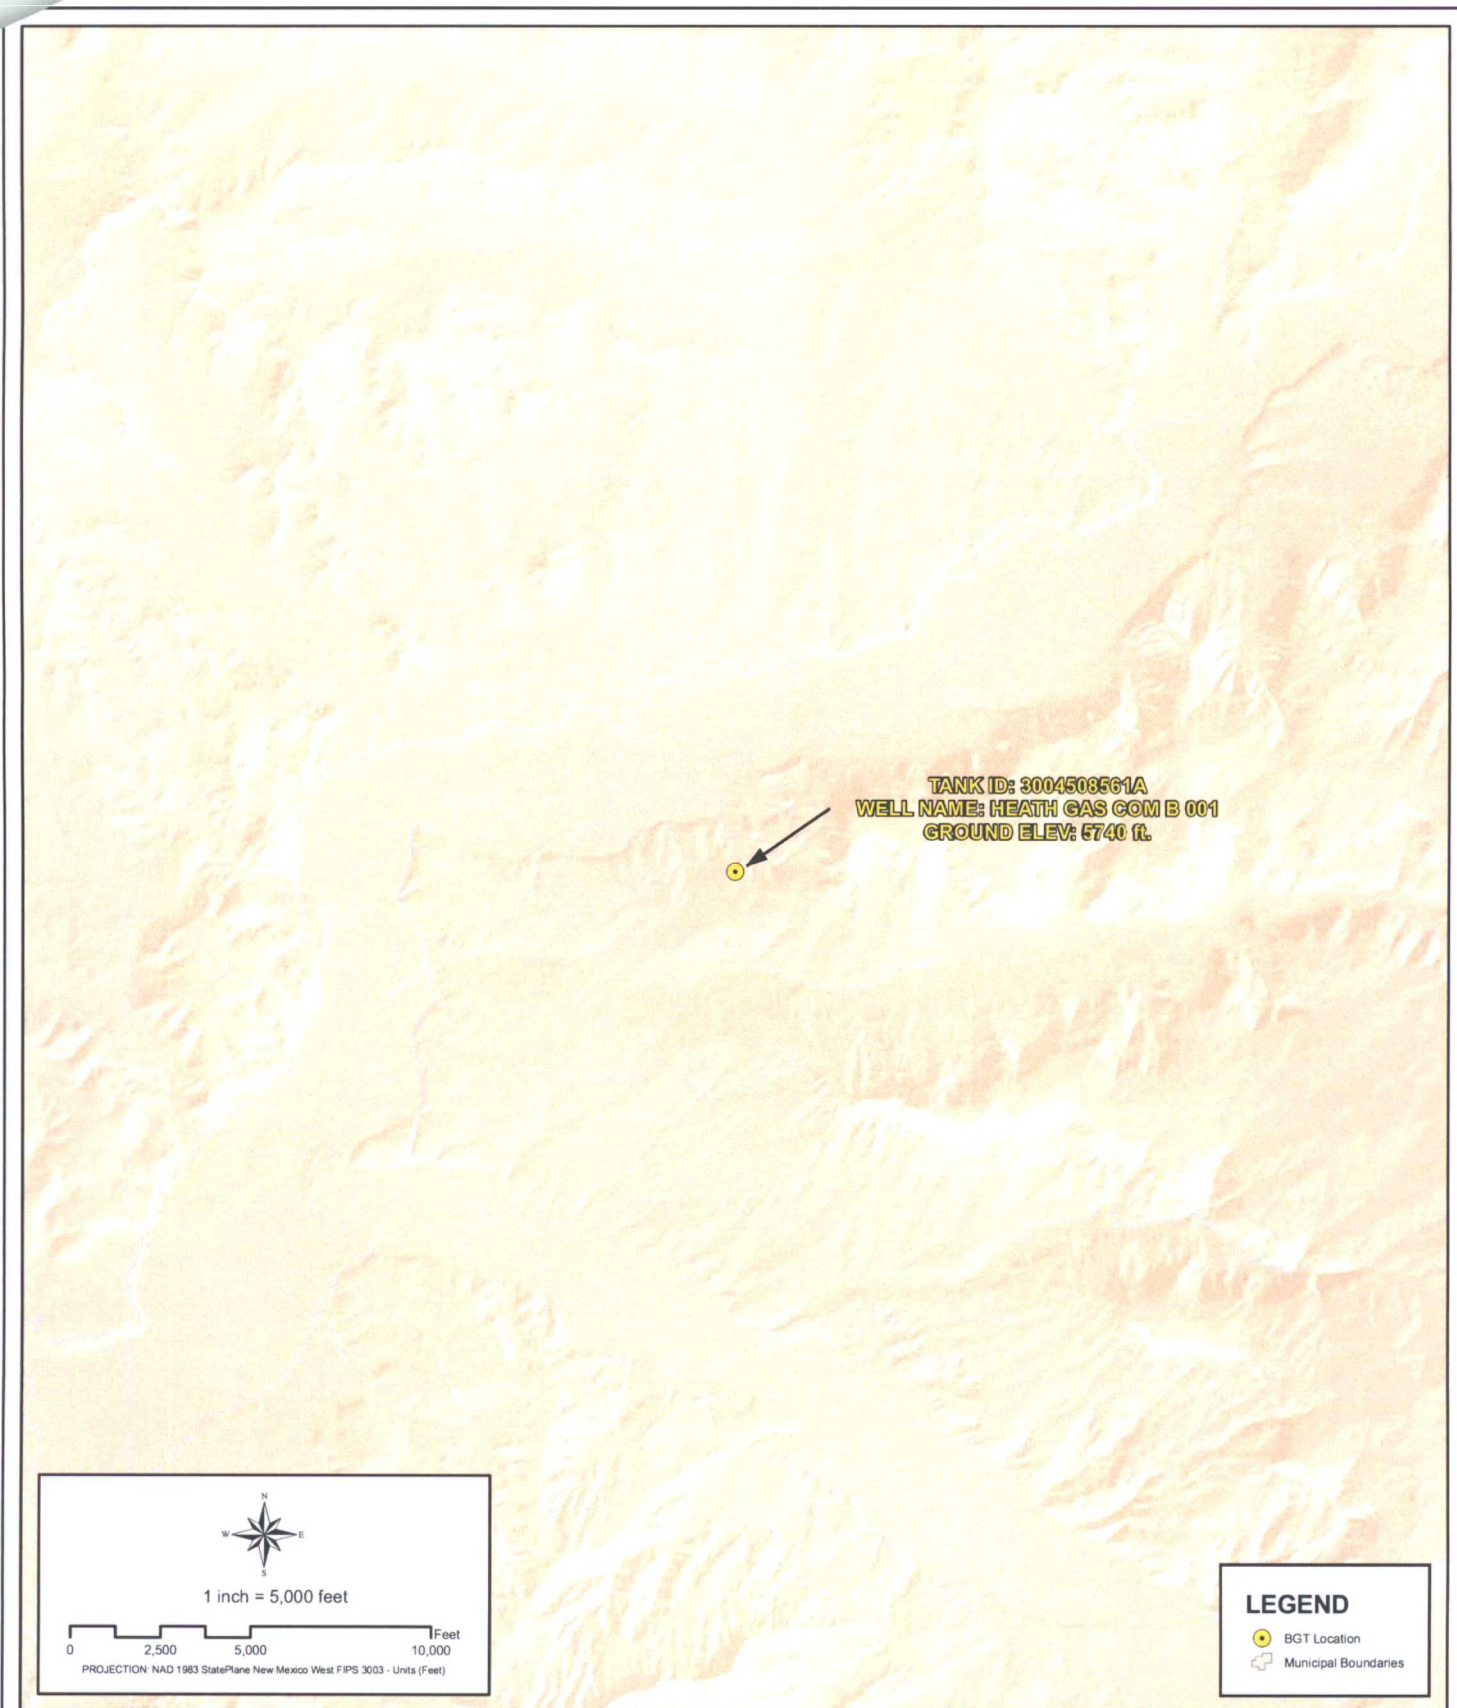 TANK ID: 3004508561A
WELL NAME: HEATH GAS COM B 001
GROUND ELEV: 5740 ft.
N
W E
S
1 inch = 5,000 feet
Feet
0 2,500 5,000 10,000
PROJECTION: NAD 1983 StatePlane New Mexico West FIPS 3003 - Units (Feet)
LEGEND
BGT Location
Municipal Boundaries